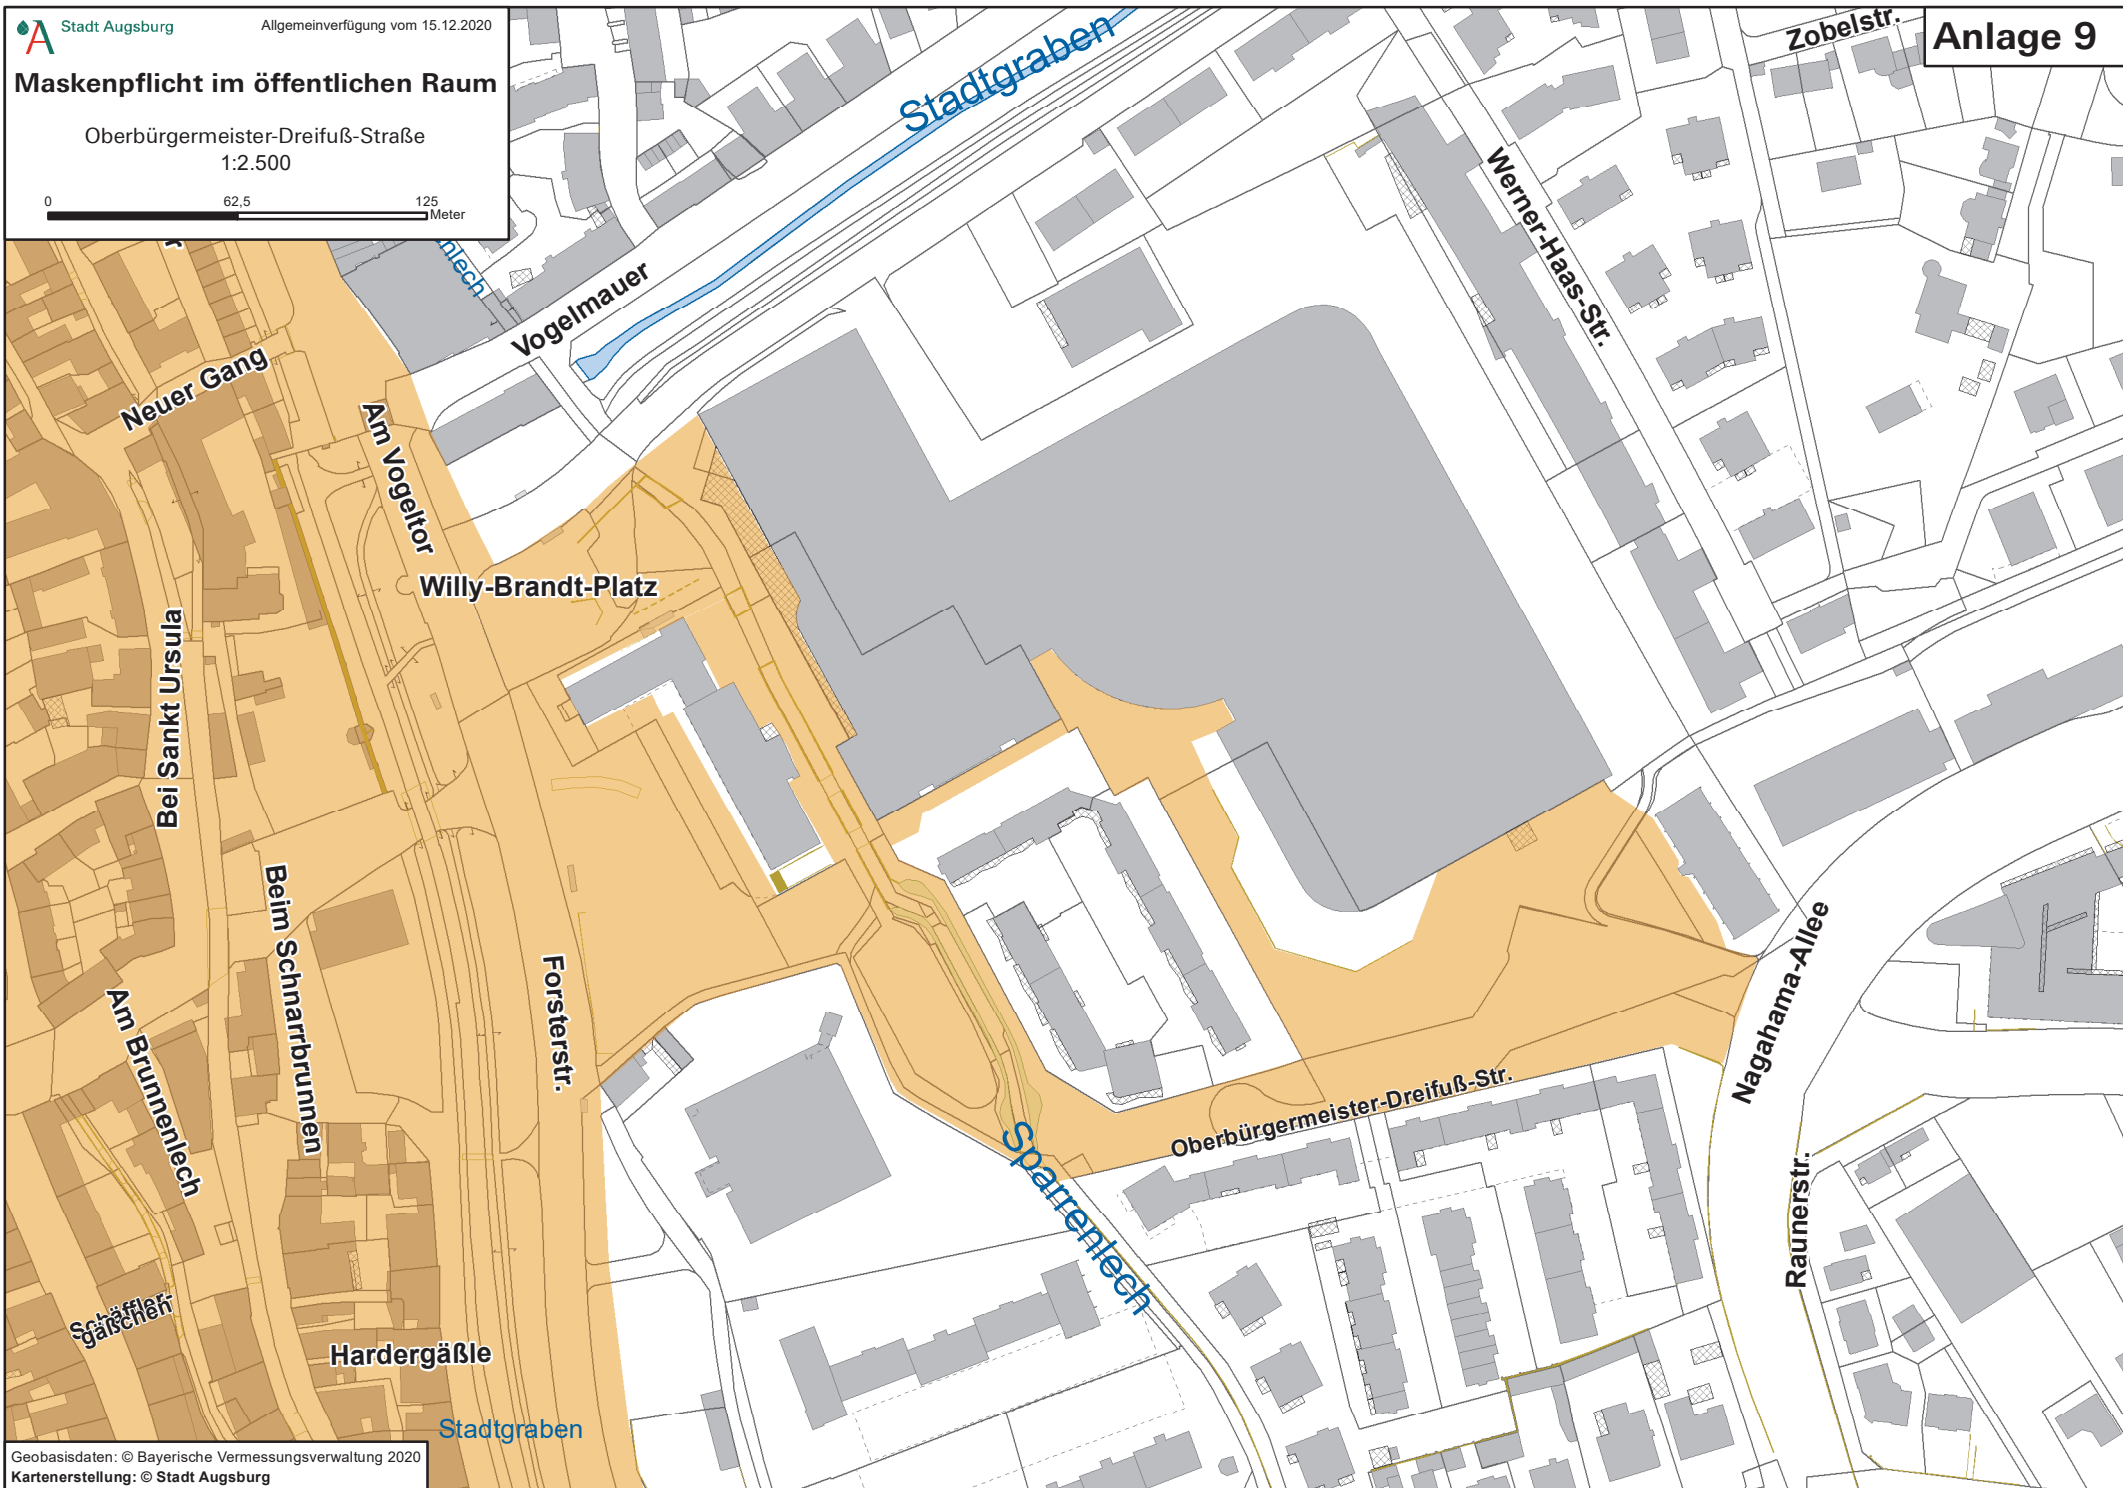 Stadt Augsburg
Allgemeinverfügung vom 15.12.2020
Maskenpflicht im öffentlichen Raum
Oberbürgermeister-Dreifuß-Straße
1:2.500
0 62,5 125
Meter
Anlage 9
Zobelstr.
Stadtgraben
Werner-Haas-Str.
nlech
Vogelmauer
Neuer Gang
Am Vogeltor
Willy-Brandt-Platz
Bei Sankt Ursula
Beim Schnarrbrunnen
Forsterstr.
Am Brunnenlech
Nagahama-Allee
Oberbürgermeister-Dreifuß-Str.
Sparrenlech
Raunerstr.
Schäffler-
gäßchen
Hardergäßle
Stadtgraben
Geobasisdaten: © Bayerische Vermessungsverwaltung 2020
Kartenerstellung: © Stadt Augsburg